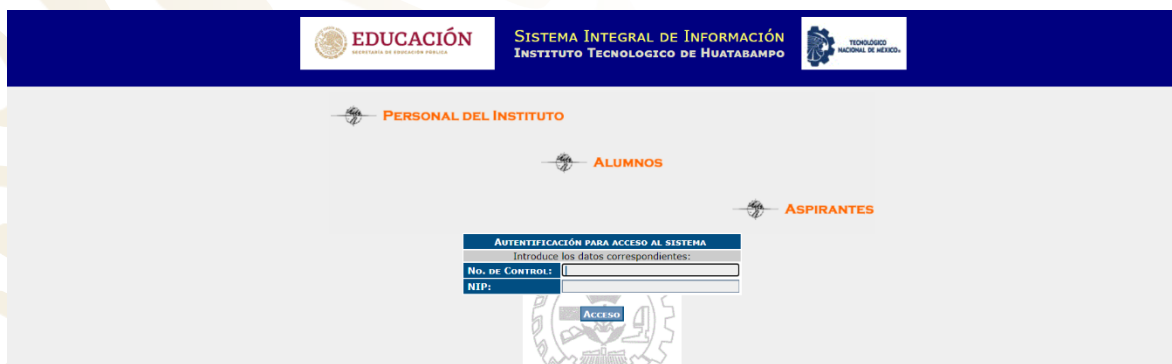 EDUCACIÓN
SECRETARÍA DE EDUCACIÓN PÚBLICA
SISTEMA INTEGRAL DE INFORMACIÓN
INSTITUTO TECNOLOGICO DE HUATABAMPO
TECNOLÓGICO
NACIONAL DE MÉXICO®
PERSONAL DEL INSTITUTO
ALUMNOS
ASPIRANTES
AUTENTIFICACIÓN PARA ACCESO AL SISTEMA
Introduce los datos correspondientes:
NO. DE CONTROL:
NIP:
ACCESO